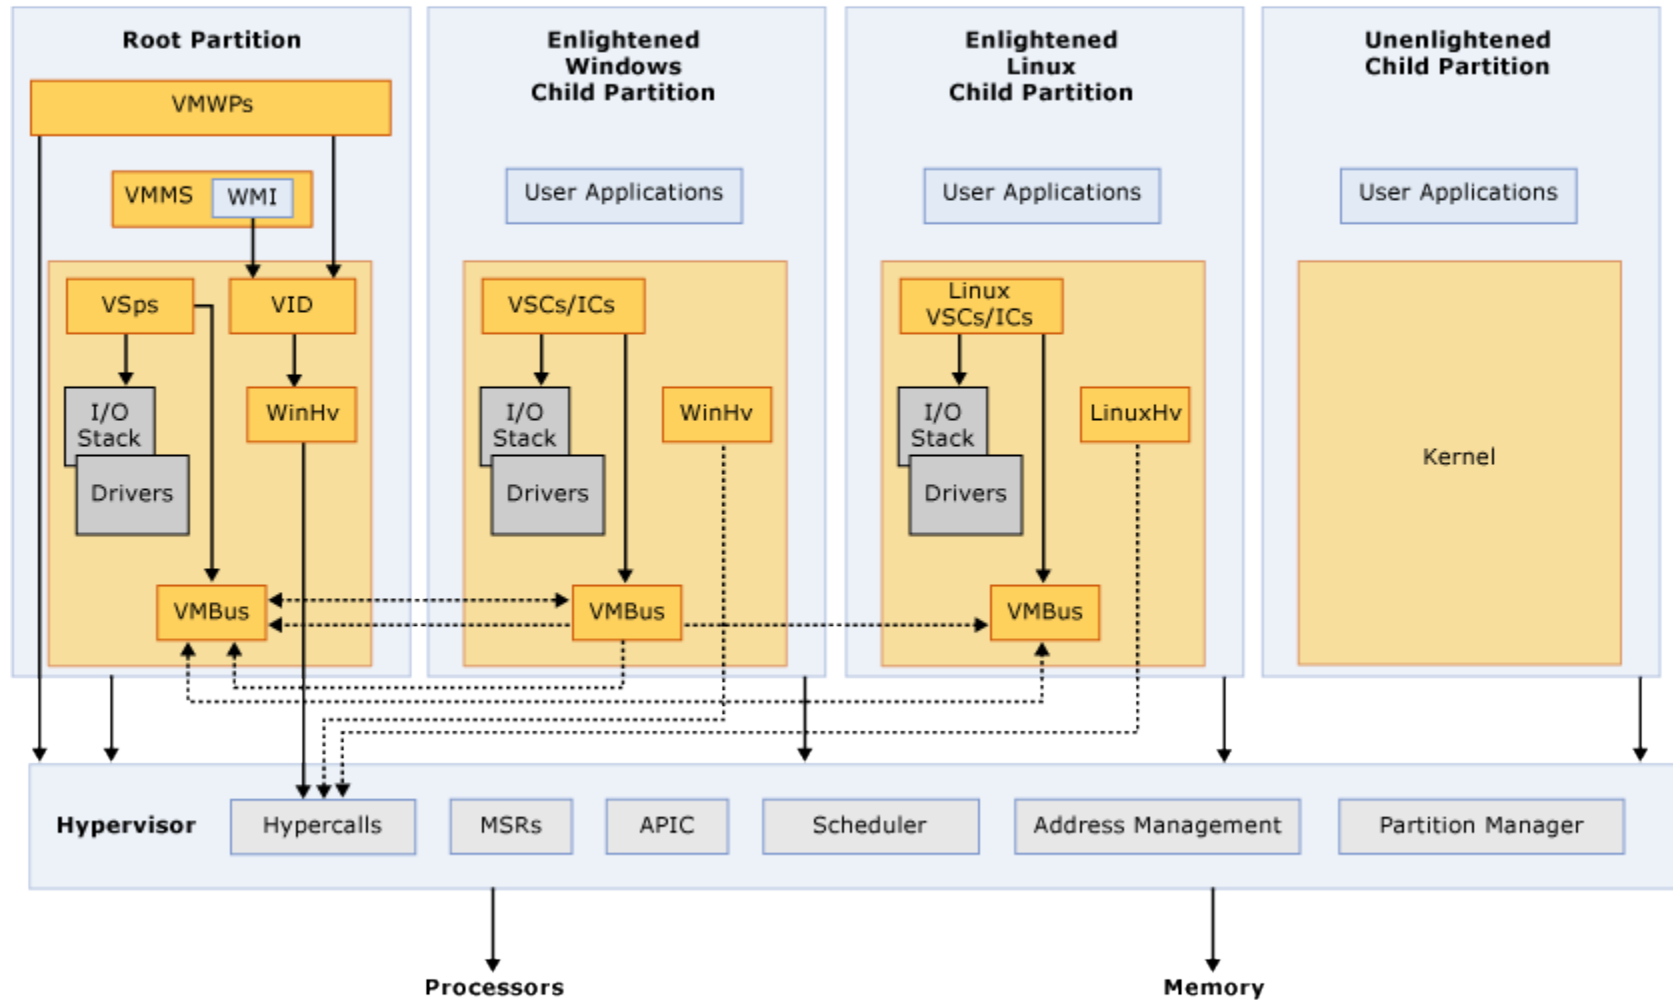 Root Partition
VMWPs
VMMS
WMI
VSps
VID
I/O
Stack
WinHv
Drivers
VMBus
Enlightened
Windows
Child Partition
User Applications
VSCs/ICs
I/O
Stack
WinHv
Drivers
VMBus
Enlightened
Linux
Child Partition
User Applications
Linux
VSCs/ICs
I/O
Stack
LinuxHv
Drivers
VMBus
Unenlightened
Child Partition
User Applications
Kernel
Hypervisor
Hypercalls
MSRs
APIC
Scheduler
Address Management
Partition Manager
Processors
Memory